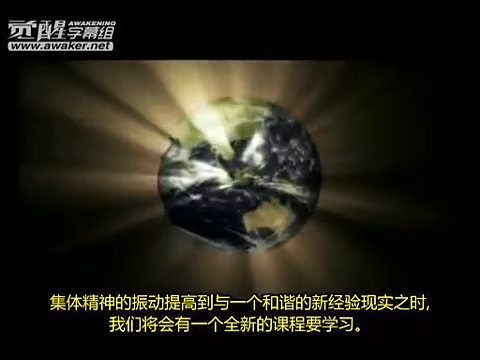 觉醒字幕组
AWAKENING
www.awaker.net
集体精神的振动提高到与一个和谐的新经验现实之时,
我们将会有一个全新的课程要学习。